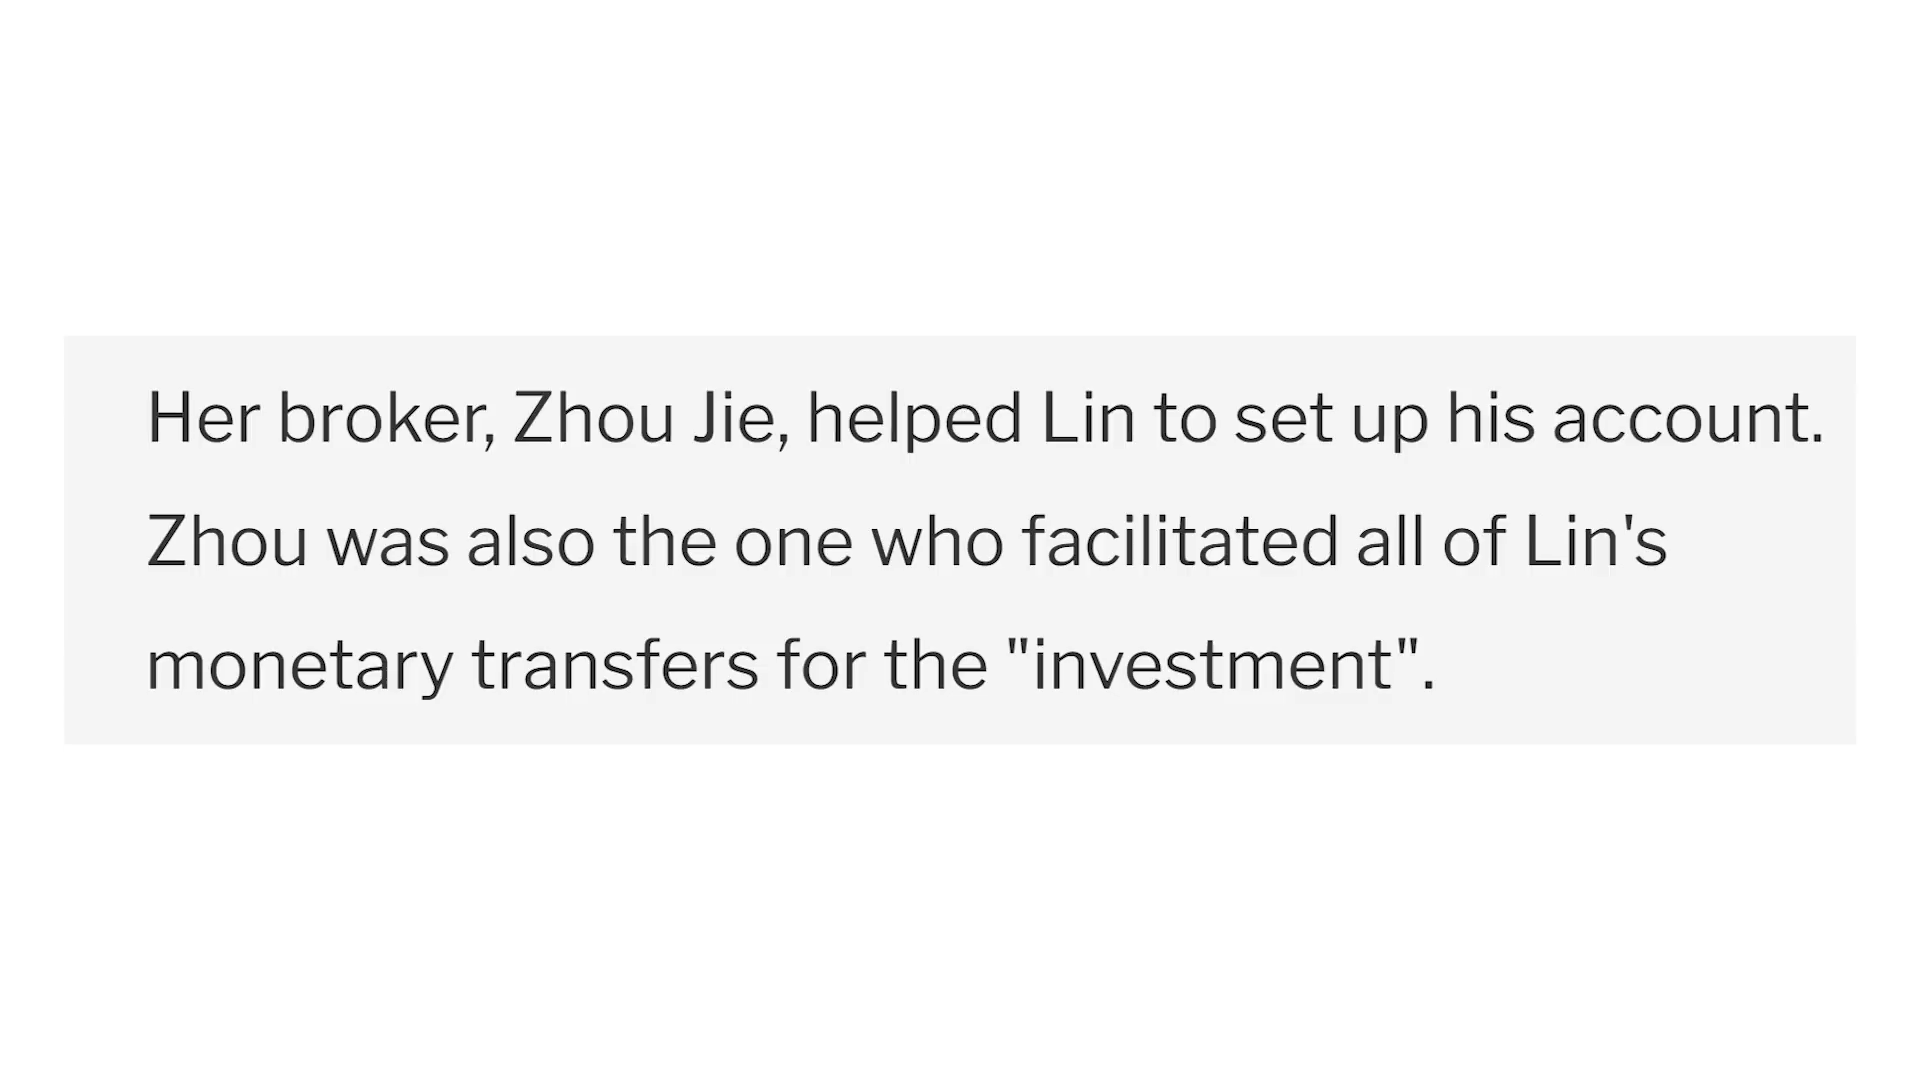 Her broker, Zhou Jie, helped Lin to set up his account.
Zhou was also the one who facilitated all of Lin's
monetary transfers for the "investment".